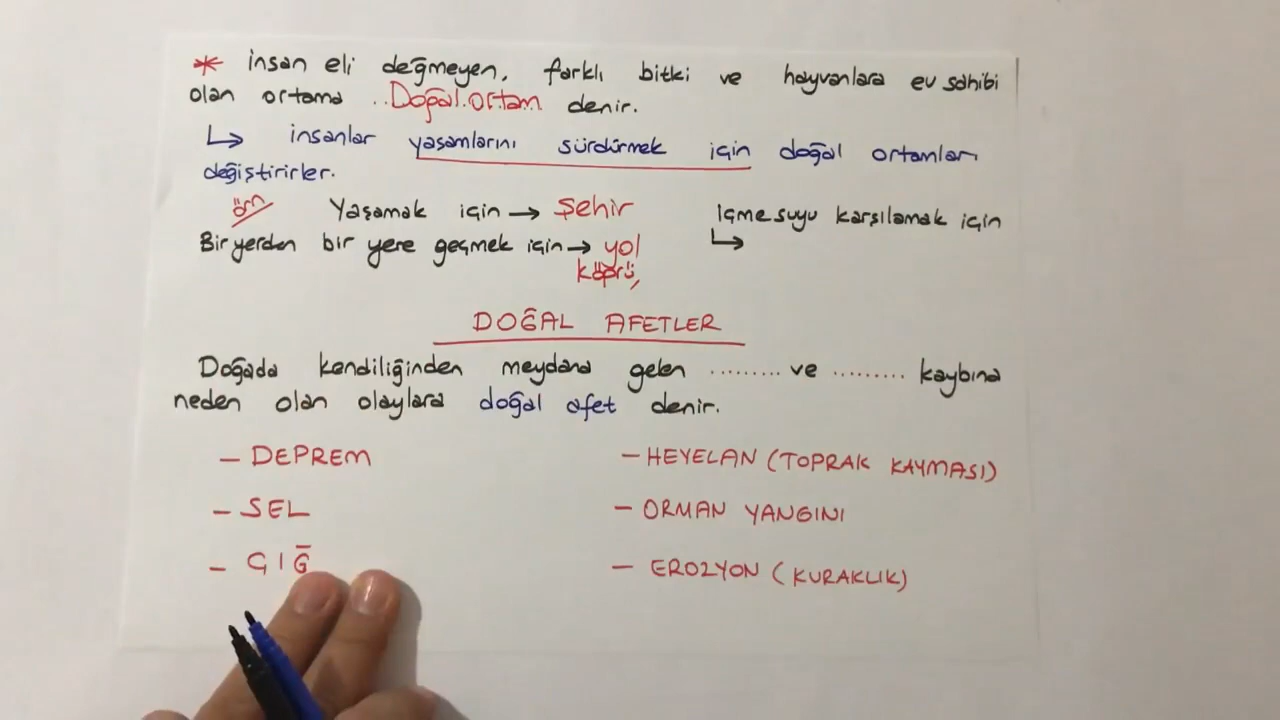 * İnsan eli değmeyen, farklı bitki ve hayvanlara ev sahibi
olan ortama ..Doğal.ortam denir.
↳ insanlar yaşamlarını sürdürmek için doğal ortamları
değiştirirler.
örn Yaşamak için → Şehir
Bir yerden bir yere geçmek için → yol
köprü,
İçme suyu karşılamak için
↳
DOĞAL AFETLER
Doğada kendiliğinden meydana gelen ......... ve ......... kaybına
neden olan olaylara doğal afet denir.
– DEPREM
– SEL
– ÇIĞ
– HEYELAN (TOPRAK KAYMASI)
– ORMAN YANGINI
– EROZYON (KURAKLIK)